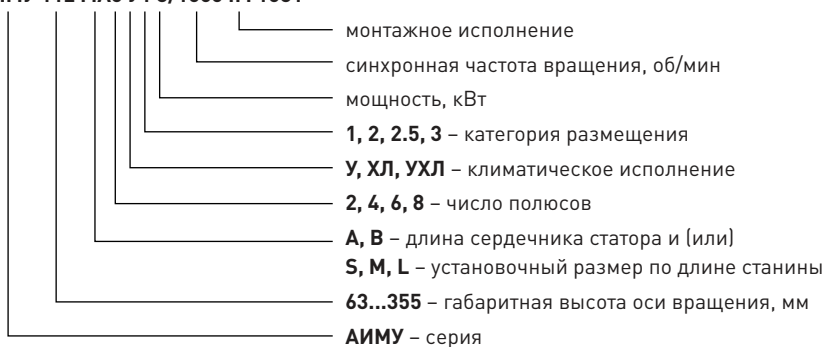 монтажное исполнение
синхронная частота вращения, об/мин
мощность, кВт
1, 2, 2.5, 3 – категория размещения
У, ХЛ, УХЛ – климатическое исполнение
2, 4, 6, 8 – число полюсов
А, В – длина сердечника статора и (или)
S, M, L – установочный размер по длине станины
63...355 – габаритная высота оси вращения, мм
АИМУ – серия